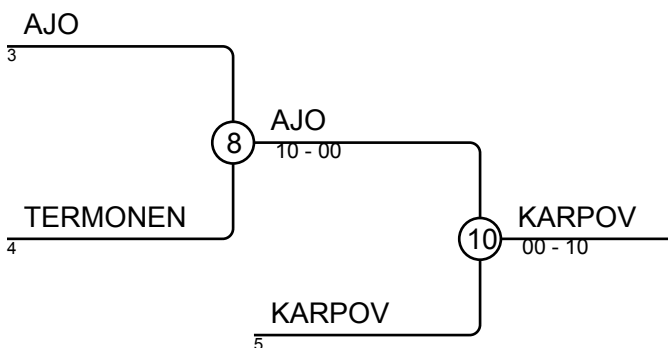 AJO
3
8
AJO
10 - 00
TERMONEN
4
10
KARPOV
00 - 10
KARPOV
5